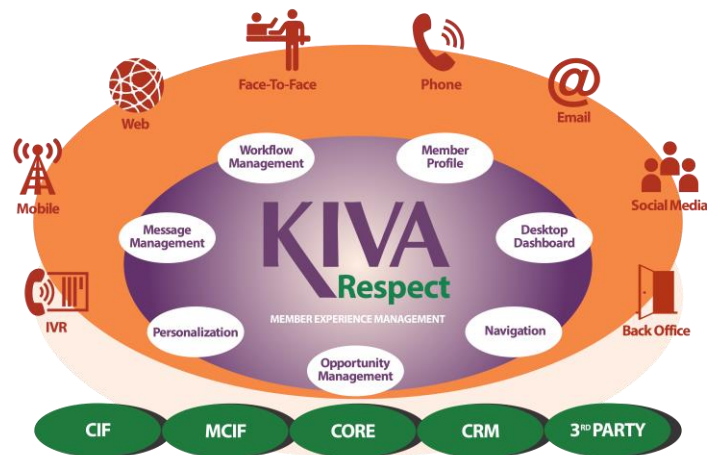 Face-To-Face
Phone
Web
Email
Mobile
Social Media
IVR
Back Office
Workflow
Management
Member
Profile
Message
Management
Desktop
Dashboard
Personalization
Navigation
Opportunity
Management
KIVA
Respect
MEMBER EXPERIENCE MANAGEMENT
CIF
MCIF
CORE
CRM
3RD PARTY